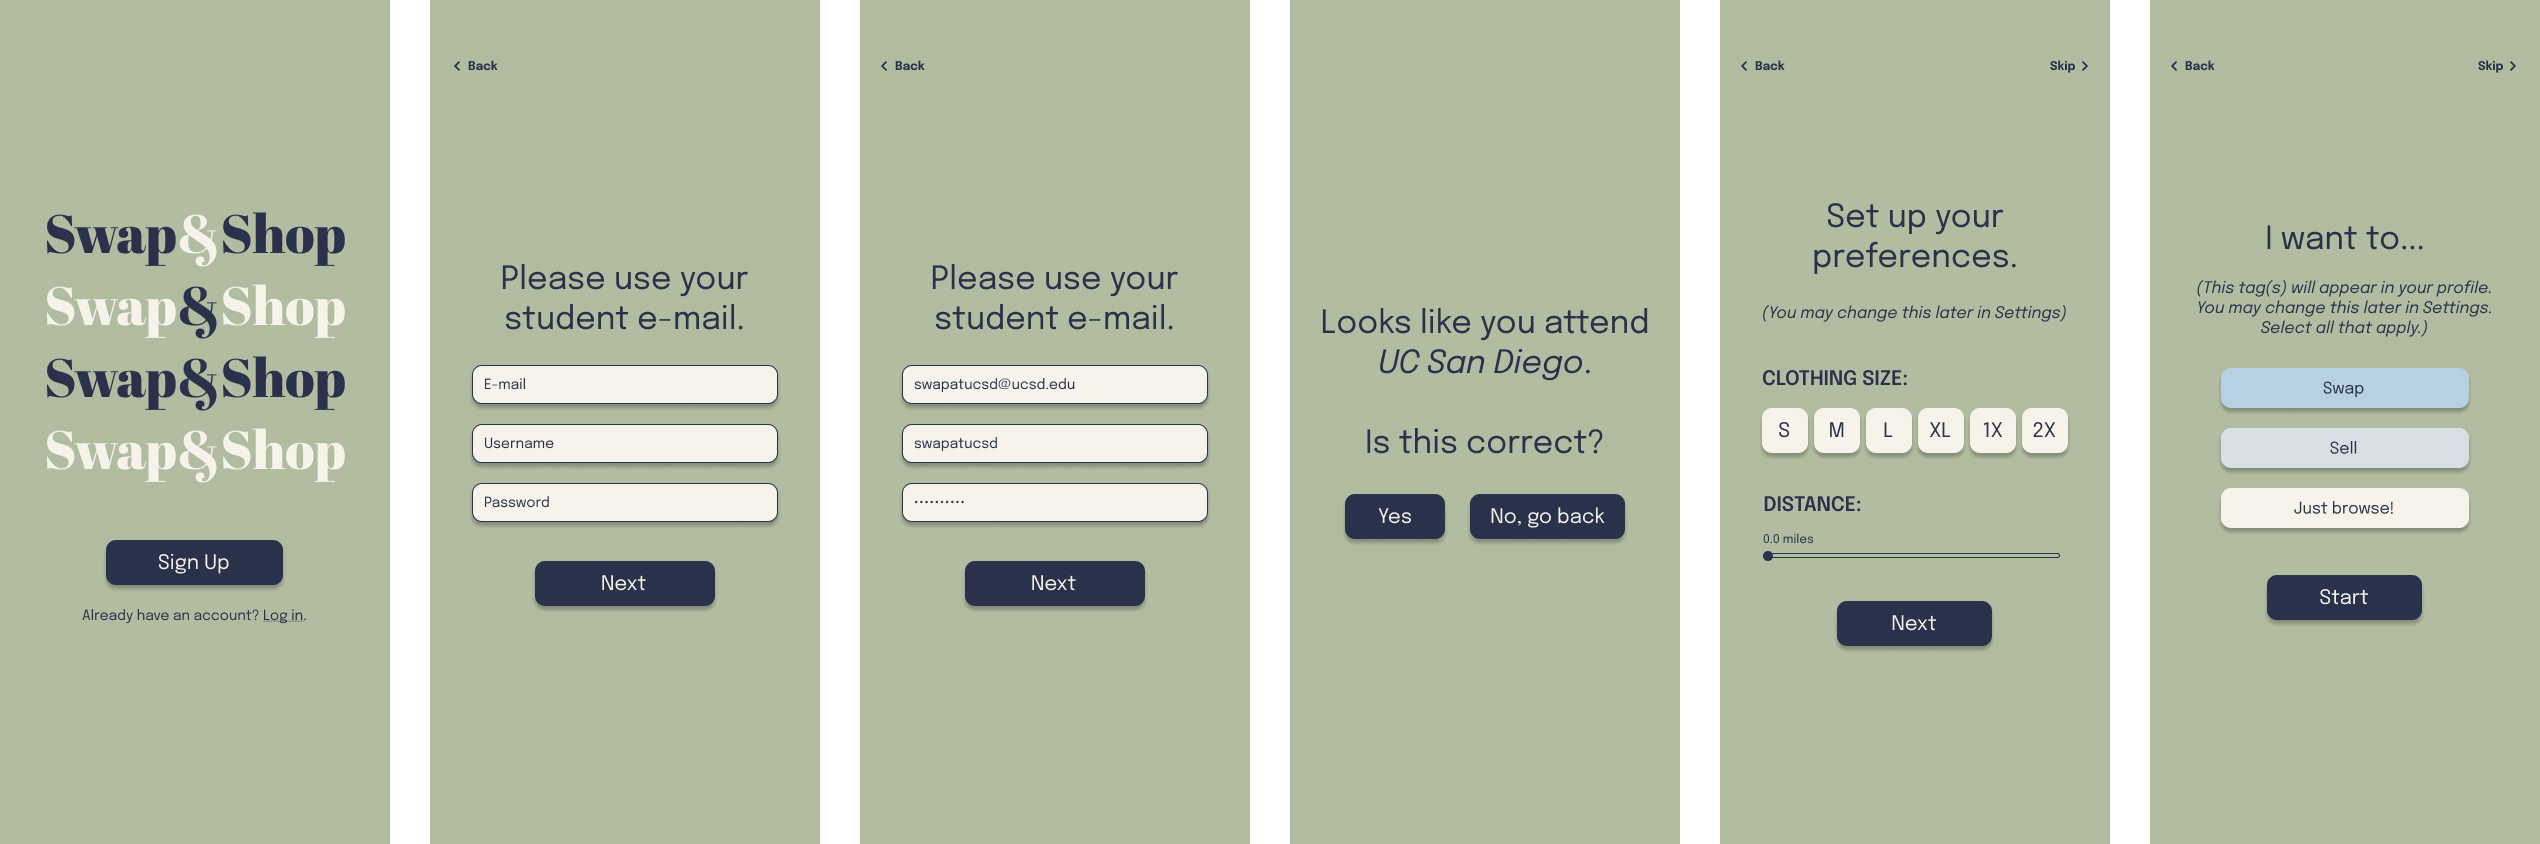 Swap&Shop
Swap&Shop
Swap&Shop
Swap&Shop
Sign Up
Already have an account? Log in.
Back
Please use your
student e-mail.
E-mail
Username
Password
Next
Back
Please use your
student e-mail.
swapatucsd@ucsd.edu
swapatucsd
••••••••••
Next
Looks like you attend
UC San Diego.
Is this correct?
Yes
No, go back
Back
Skip
Set up your
preferences.
(You may change this later in Settings)
CLOTHING SIZE:
S M L XL 1X 2X
DISTANCE:
0.0 miles
Next
Back
Skip
I want to...
(This tag(s) will appear in your profile.
You may change this later in Settings.
Select all that apply.)
Swap
Sell
Just browse!
Start